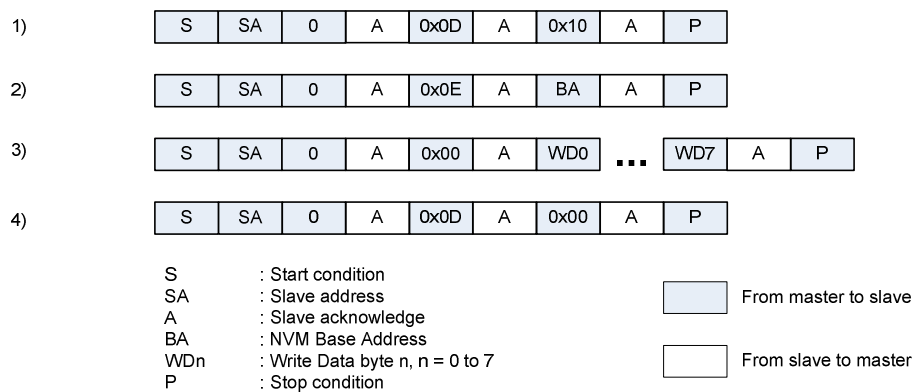 1) S SA 0 A 0x0D A 0x10 A P
2) S SA 0 A 0x0E A BA A P
3) S SA 0 A 0x00 A WD0 ... WD7 A P
4) S SA 0 A 0x0D A 0x00 A P
S : Start condition
SA : Slave address
A : Slave acknowledge
BA : NVM Base Address
WDn : Write Data byte n, n = 0 to 7
P : Stop condition
From master to slave
From slave to master